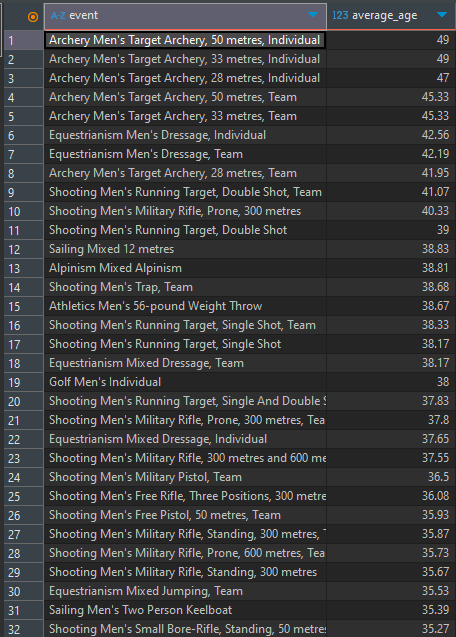 A-Z event 123 average_age
1 Archery Men's Target Archery, 50 metres, Individual 49
2 Archery Men's Target Archery, 33 metres, Individual 49
3 Archery Men's Target Archery, 28 metres, Individual 47
4 Archery Men's Target Archery, 50 metres, Team 45.33
5 Archery Men's Target Archery, 33 metres, Team 45.33
6 Equestrianism Men's Dressage, Individual 42.56
7 Equestrianism Men's Dressage, Team 42.19
8 Archery Men's Target Archery, 28 metres, Team 41.95
9 Shooting Men's Running Target, Double Shot, Team 41.07
10 Shooting Men's Military Rifle, Prone, 300 metres 40.33
11 Shooting Men's Running Target, Double Shot 39
12 Sailing Mixed 12 metres 38.83
13 Alpinism Mixed Alpinism 38.81
14 Shooting Men's Trap, Team 38.68
15 Athletics Men's 56-pound Weight Throw 38.67
16 Shooting Men's Running Target, Single Shot, Team 38.33
17 Shooting Men's Running Target, Single Shot 38.17
18 Equestrianism Mixed Dressage, Team 38.17
19 Golf Men's Individual 38
20 Shooting Men's Running Target, Single And Double S 37.83
21 Shooting Men's Military Rifle, Prone, 300 metres, Tea 37.8
22 Equestrianism Mixed Dressage, Individual 37.65
23 Shooting Men's Military Rifle, 300 metres and 600 me 37.55
24 Shooting Men's Military Pistol, Team 36.5
25 Shooting Men's Free Rifle, Three Positions, 300 metre 36.08
26 Shooting Men's Free Pistol, 50 metres, Team 35.93
27 Shooting Men's Military Rifle, Standing, 300 metres, T 35.87
28 Shooting Men's Military Rifle, Prone, 600 metres, Tea 35.73
29 Shooting Men's Military Rifle, Standing, 300 metres 35.67
30 Equestrianism Mixed Jumping, Team 35.53
31 Sailing Men's Two Person Keelboat 35.39
32 Shooting Men's Small Bore-Rifle, Standing, 50 metres 35.27